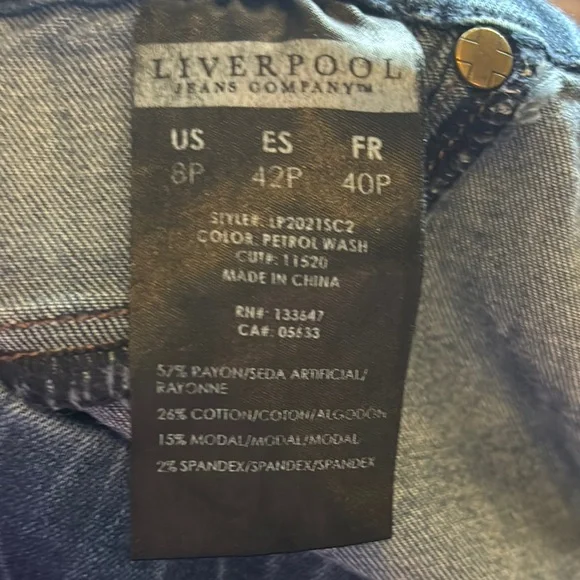 LIVERPOOL
JEANS COMPANY™
US ES FR
8P 42P 40P
STYLE#: LP2021SC2
COLOR: PETROL WASH
CUT#: 11520
MADE IN CHINA
RN#: 133647
CA#: 05633
57% RAYON/SEDA ARTIFICIAL/
RAYONNE
26% COTTON/COTON/ALGODON
15% MODAL/MODAL/MODAL
2% SPANDEX/SPANDEX/SPANDEX